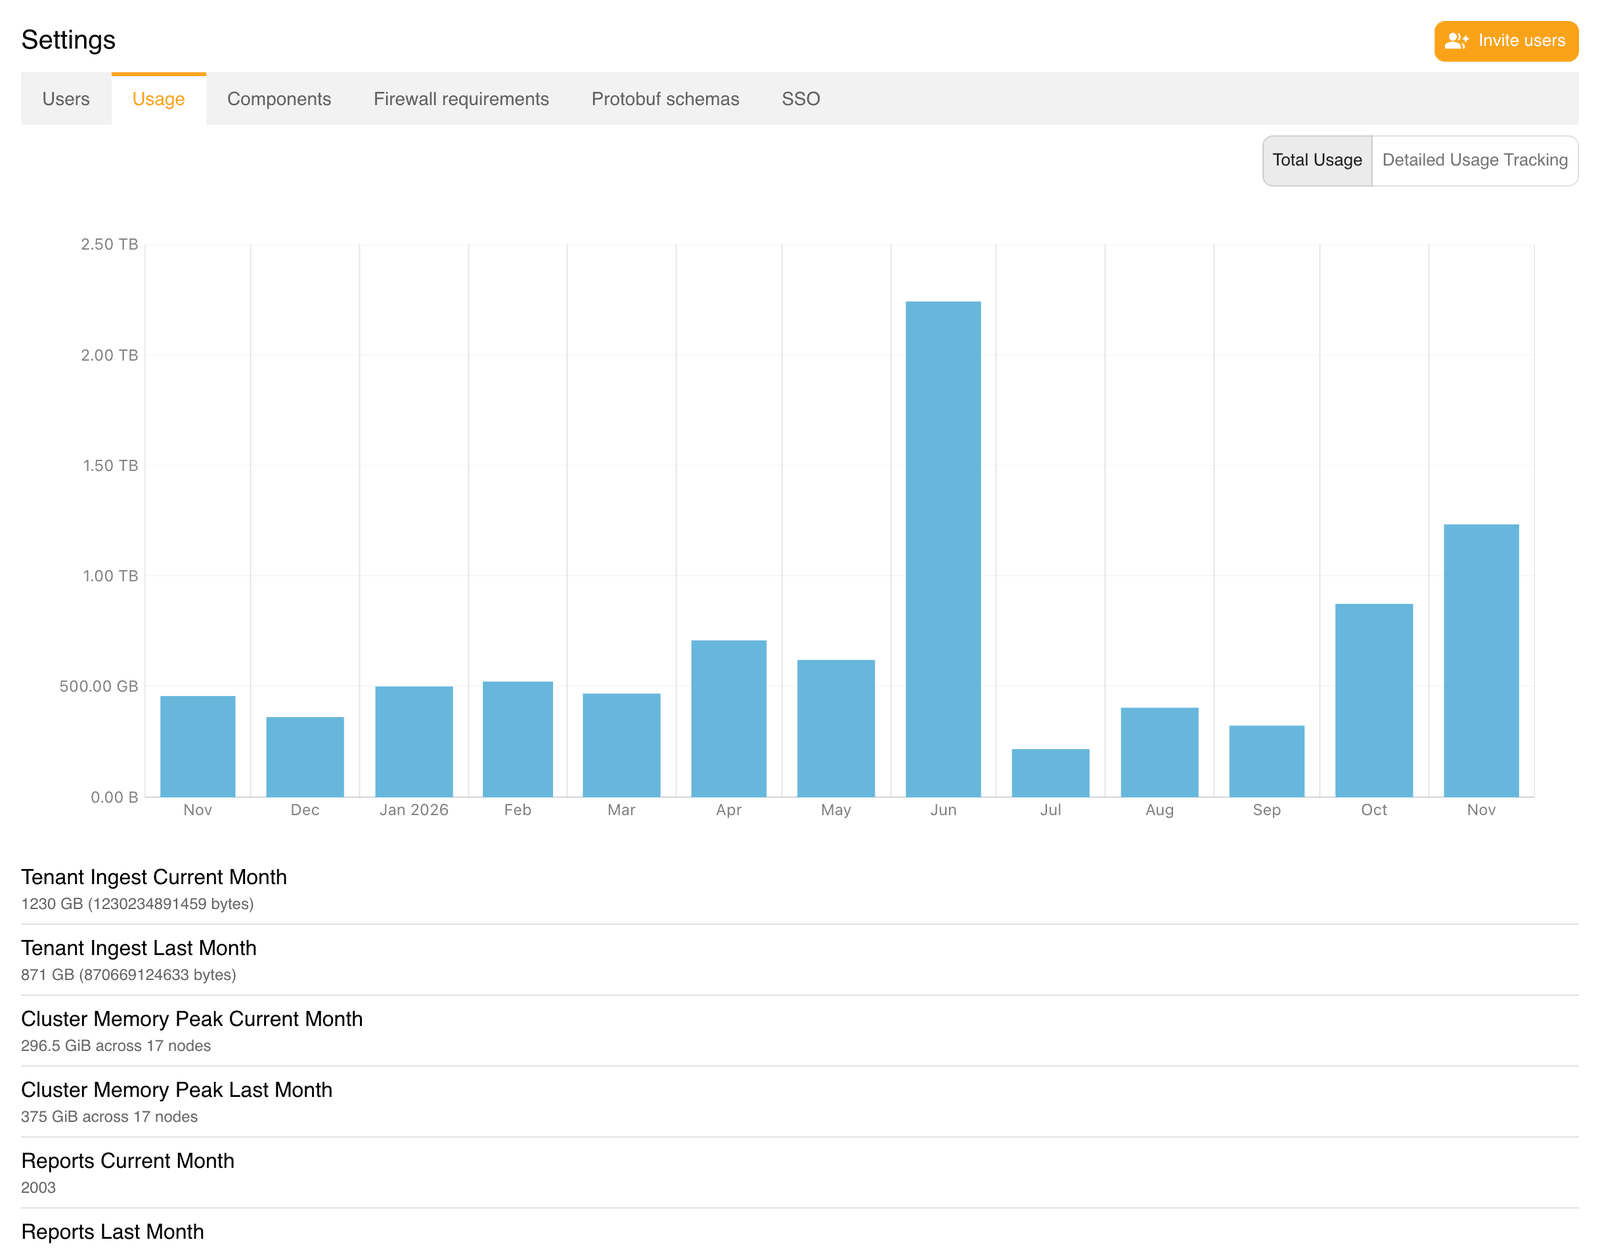 Settings
Invite users
Users
Usage
Components
Firewall requirements
Protobuf schemas
SSO
Total Usage
Detailed Usage Tracking
2.50 TB
2.00 TB
1.50 TB
1.00 TB
500.00 GB
0.00 B
Nov
Dec
Jan 2026
Feb
Mar
Apr
May
Jun
Jul
Aug
Sep
Oct
Nov
Tenant Ingest Current Month
1230 GB (1230234891459 bytes)
Tenant Ingest Last Month
871 GB (870669124633 bytes)
Cluster Memory Peak Current Month
296.5 GiB across 17 nodes
Cluster Memory Peak Last Month
375 GiB across 17 nodes
Reports Current Month
2003
Reports Last Month